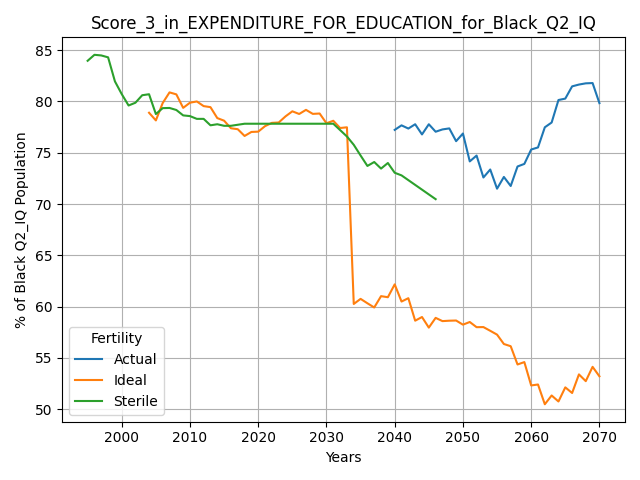 Score_3_in_EXPENDITURE_FOR_EDUCATION_for_Black_Q2_IQ
% of Black Q2_IQ Population
85
80
75
70
65
60
55
50
Fertility
Actual
Ideal
Sterile
2000 2010 2020 2030 2040 2050 2060 2070
Years